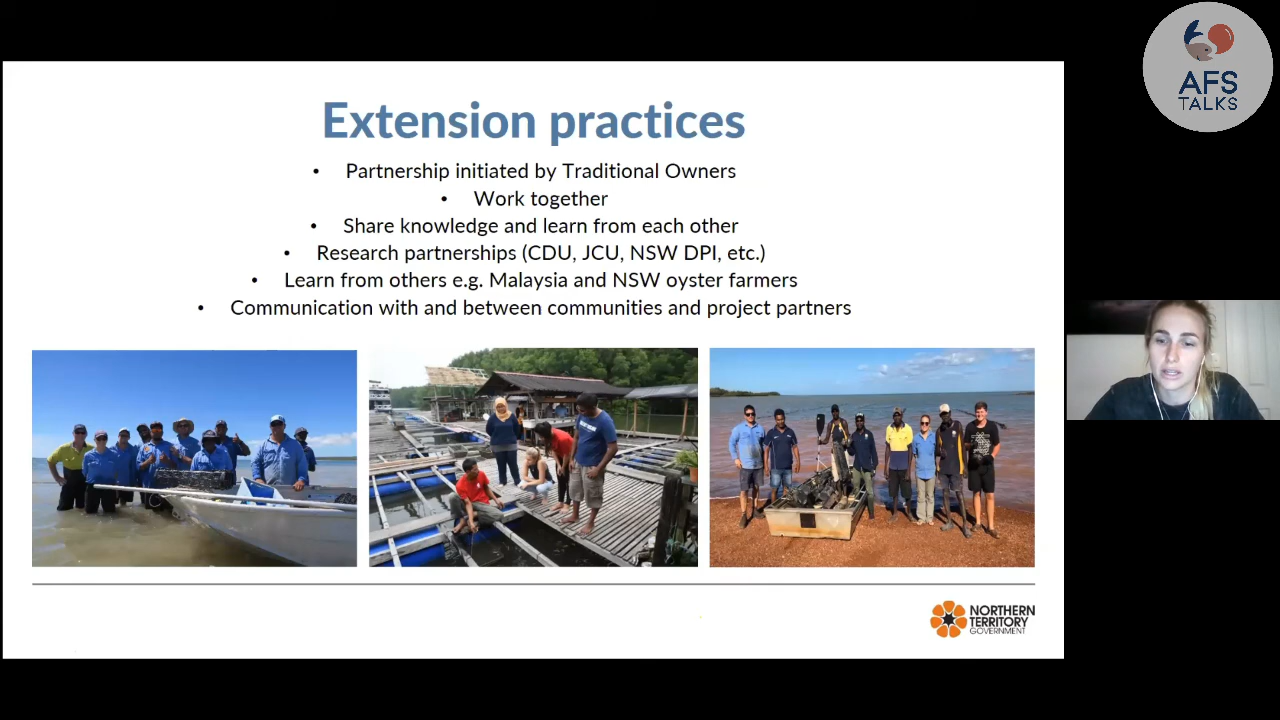 AFS
TALKS
Extension practices
• Partnership initiated by Traditional Owners
• Work together
• Share knowledge and learn from each other
• Research partnerships (CDU, JCU, NSW DPI, etc.)
• Learn from others e.g. Malaysia and NSW oyster farmers
• Communication with and between communities and project partners
NORTHERN
TERRITORY
GOVERNMENT